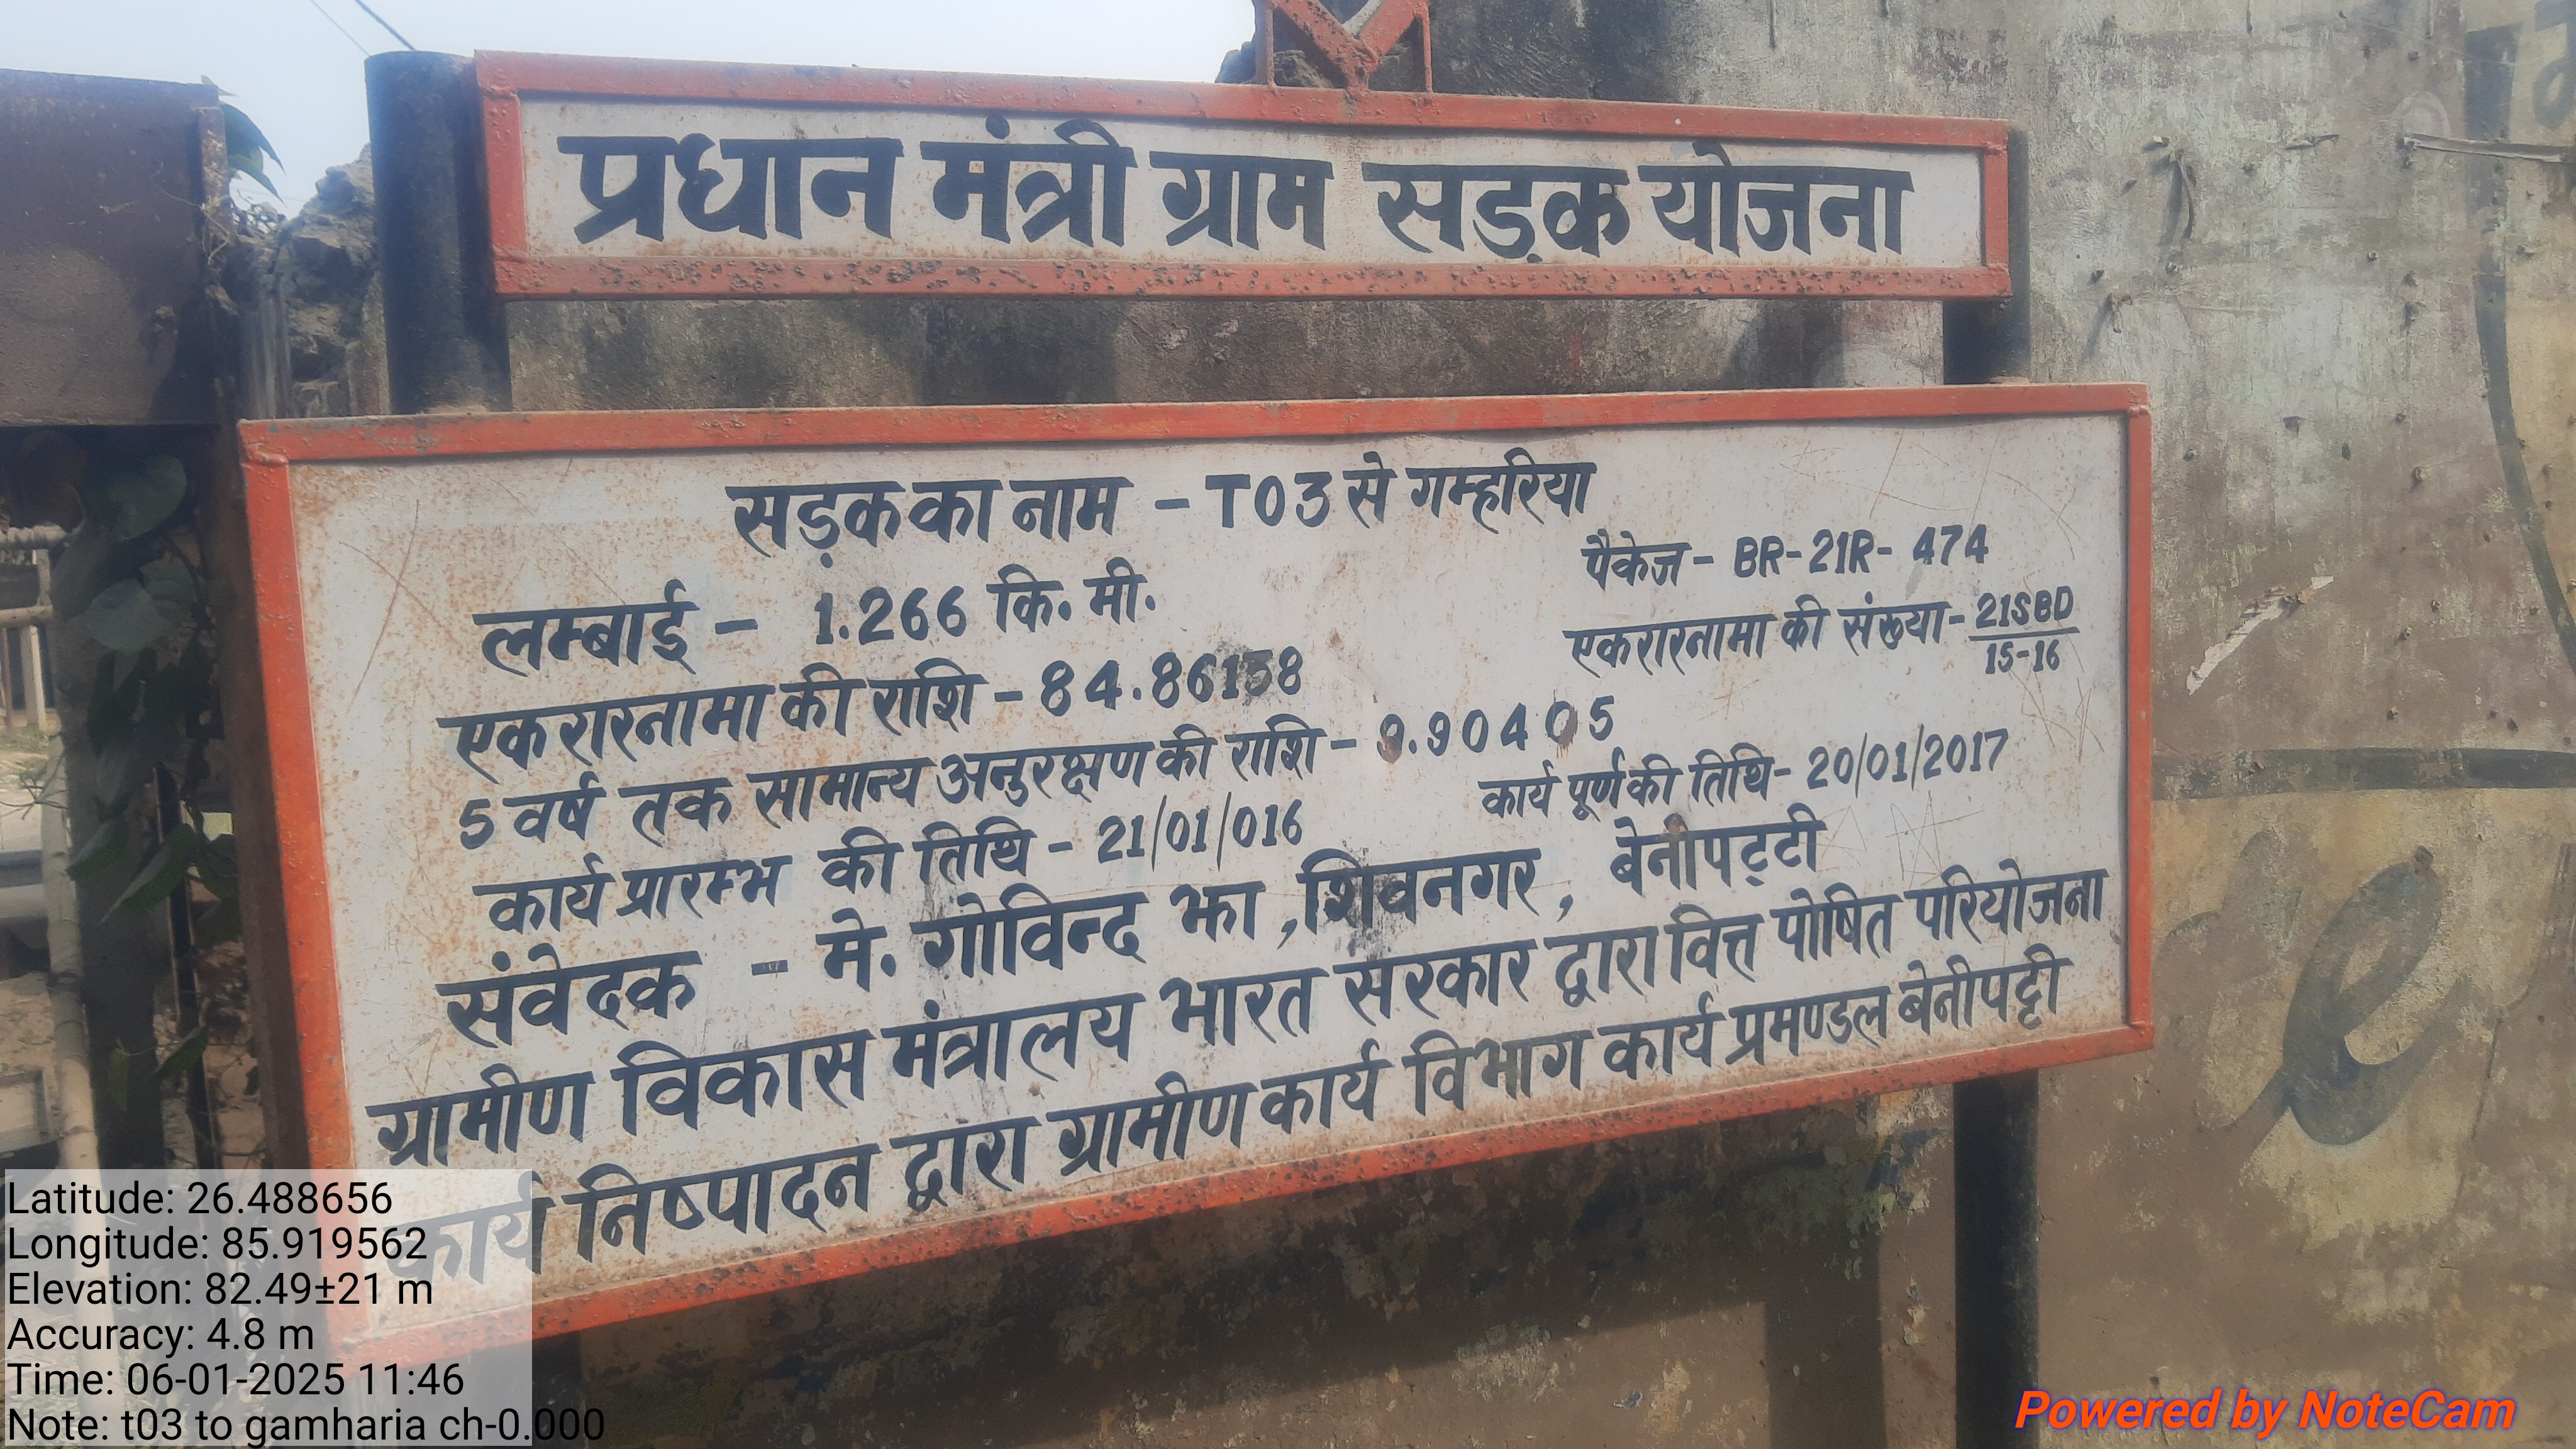 प्रधान मंत्री ग्राम सड़क योजना
सड़क का नाम - T03 से गम्हरिया
पैकेज - BR-21R- 474
लम्बाई - 1.266 कि. मी.
एकरारनामा की संख्या- 21SBD
15-16
एकरारनामा की राशि - 84.86158
5 वर्ष तक सामान्य अनुरक्षण की राशि - 9.90405
कार्य प्रारम्भ की तिथि - 21/01/016
कार्य पूर्ण की तिथि- 20/01/2017
संवेदक - मे. गोविन्द झा , शिवनगर , बेनीपट्टी
ग्रामीण विकास मंत्रालय भारत सरकार द्वारा वित्त पोषित परियोजना
कार्य निष्पादन द्वारा ग्रामीण कार्य विभाग कार्य प्रमण्डल बेनीपट्टी
Latitude: 26.488656
Longitude: 85.919562
Elevation: 82.49±21 m
Accuracy: 4.8 m
Time: 06-01-2025 11:46
Note: t03 to gamharia ch-0.000
Powered by NoteCam